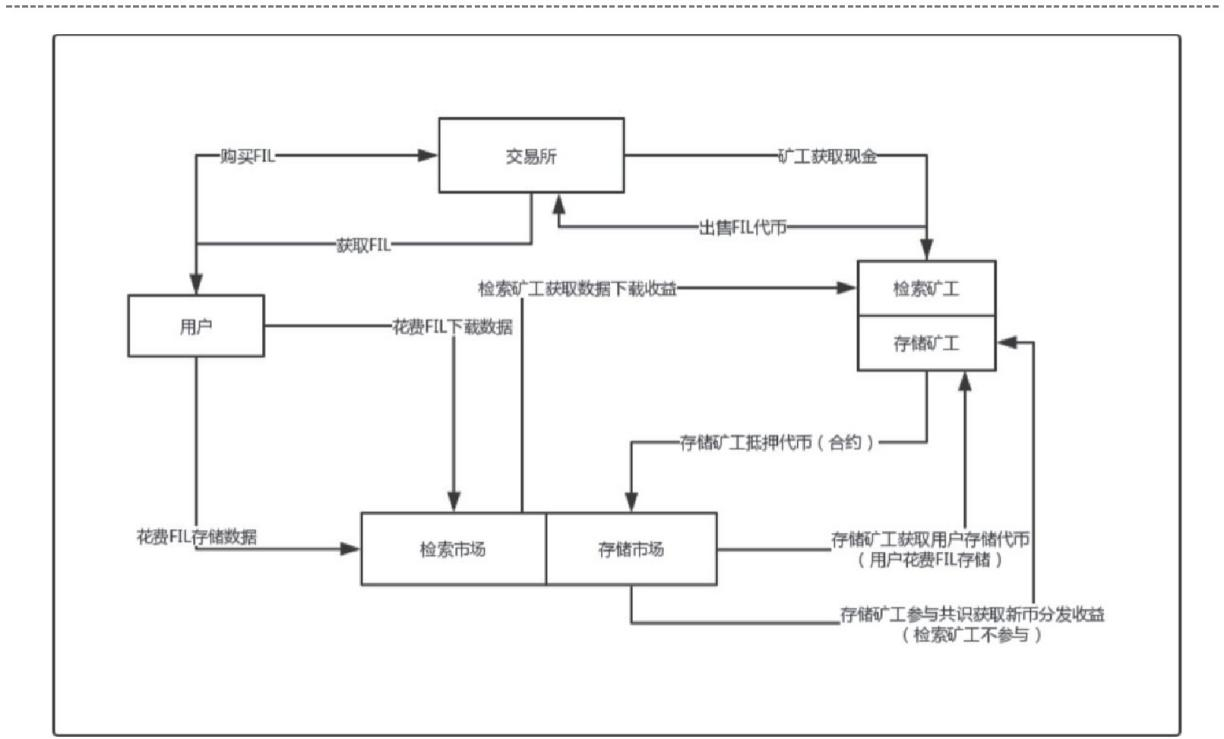 购买FIL
交易所
矿工获取现金
出售FIL代币
获取FIL
检索矿工获取数据下载收益
检索矿工
用户
花费FIL下载数据
存储矿工
存储矿工抵押代币（合约）
花费FIL存储数据
检索市场
存储市场
存储矿工获取用户存储代币
（用户花费FIL存储）
存储矿工参与共识获取新币分发收益
（检索矿工不参与）